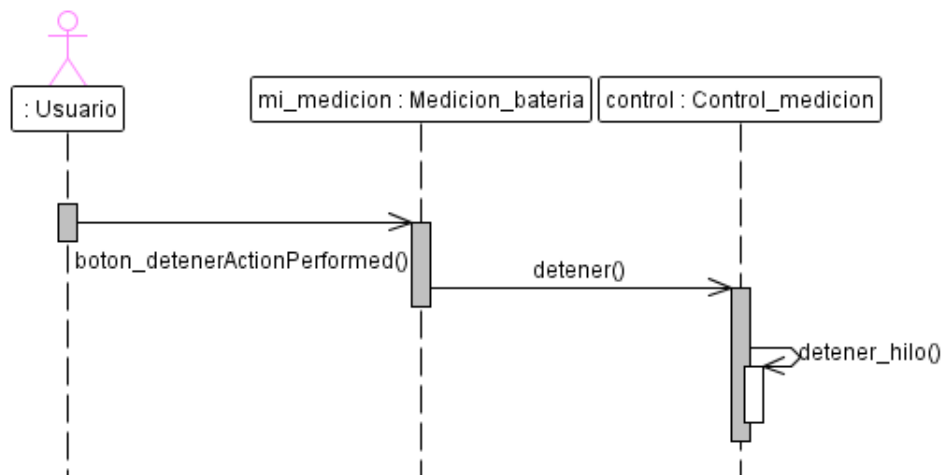 : Usuario
mi_medicion : Medicion_bateria
control : Control_medicion
boton_detenerActionPerformed()
detener()
detener_hilo()